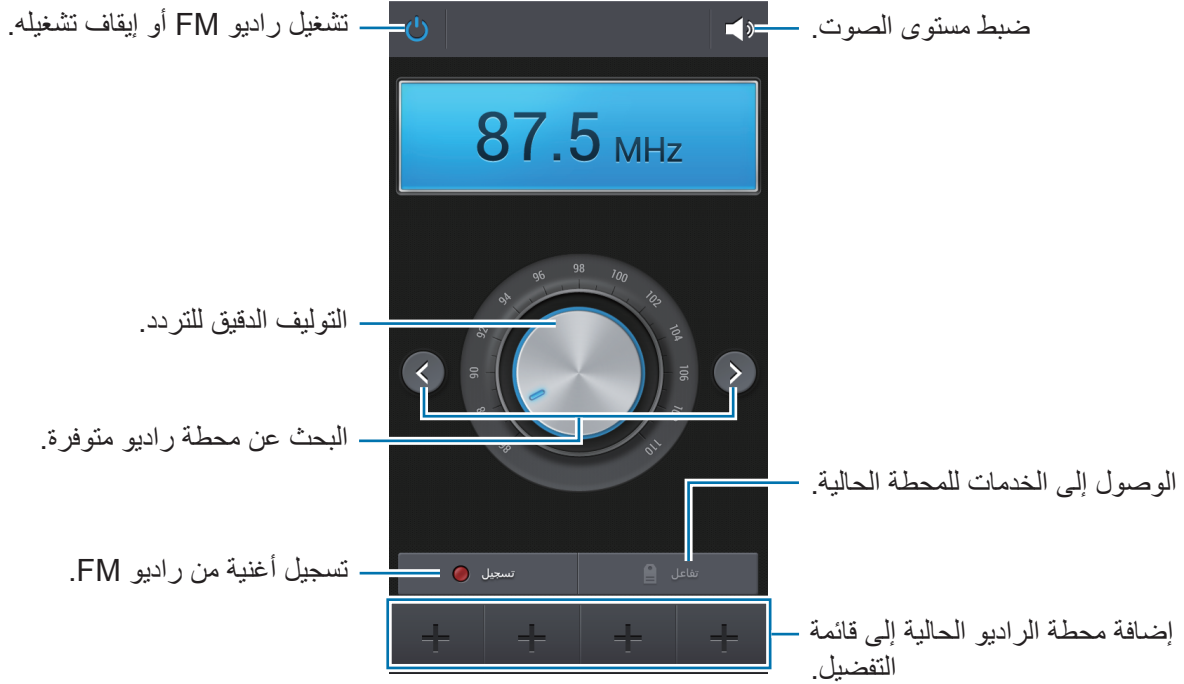 تشغيل راديو FM أو إيقاف تشغيله.
ضبط مستوى الصوت.
87.5 MHz
98
96
100
94
102
92
104
90
106
110
التوليف الدقيق للتردد.
البحث عن محطة راديو متوفرة.
الوصول إلى الخدمات للمحطة الحالية.
تسجيل أغنية من راديو FM.
تسجيل
تفاعل
إضافة محطة الراديو الحالية إلى قائمة
التفضيل.